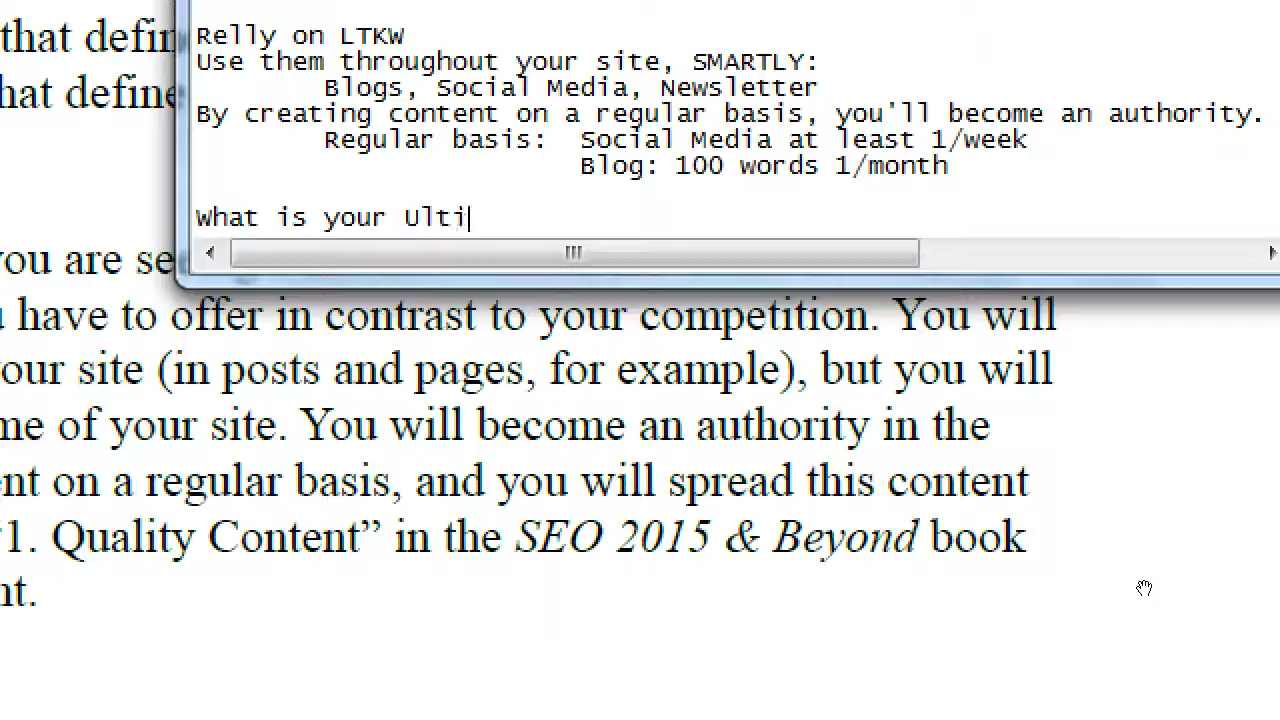 that defin
Relly on LTKW
Use them throughout your site, SMARTLY:
Blogs, Social Media, Newsletter
hat define
By creating content on a regular basis, you'll become an authority.
Regular basis: Social Media at least 1/week
Blog: 100 words 1/month
What is your Ulti
you are se
have to offer in contrast to your competition. You will
our site (in posts and pages, for example), but you will
me of your site. You will become an authority in the
nt on a regular basis, and you will spread this content
“1. Quality Content” in the SEO 2015 & Beyond book
nt.